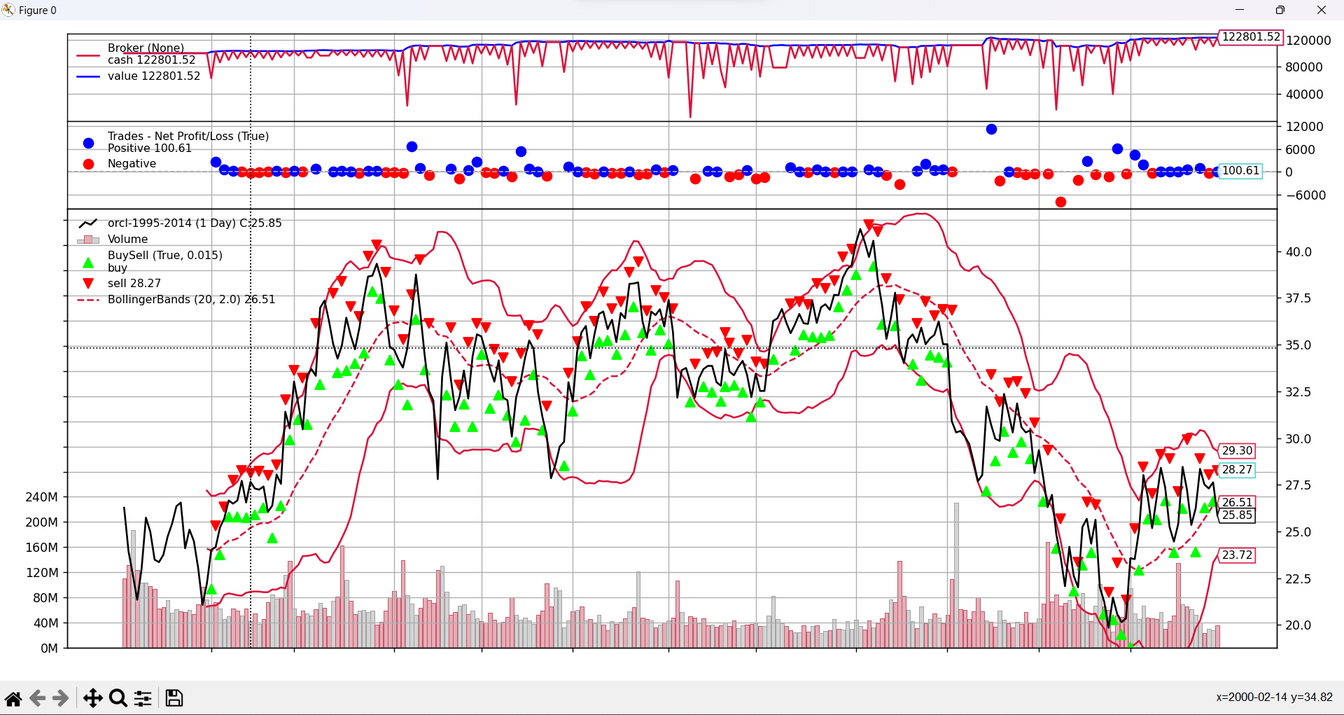 Figure 0
Broker (None)
cash 122801.52
value 122801.52
122801.52
120000
80000
40000
Trades - Net Profit/Loss (True)
Positive 100.61
Negative
12000
6000
0
−6000
100.61
orcl-1995-2014 (1 Day) C:25.85
Volume
BuySell (True, 0.015)
buy
sell 28.27
BollingerBands (20, 2.0) 26.51
40.0
37.5
35.0
32.5
30.0
27.5
25.0
22.5
20.0
29.30
28.27
26.51
25.85
23.72
240M
200M
160M
120M
80M
40M
0M
x=2000-02-14 y=34.82